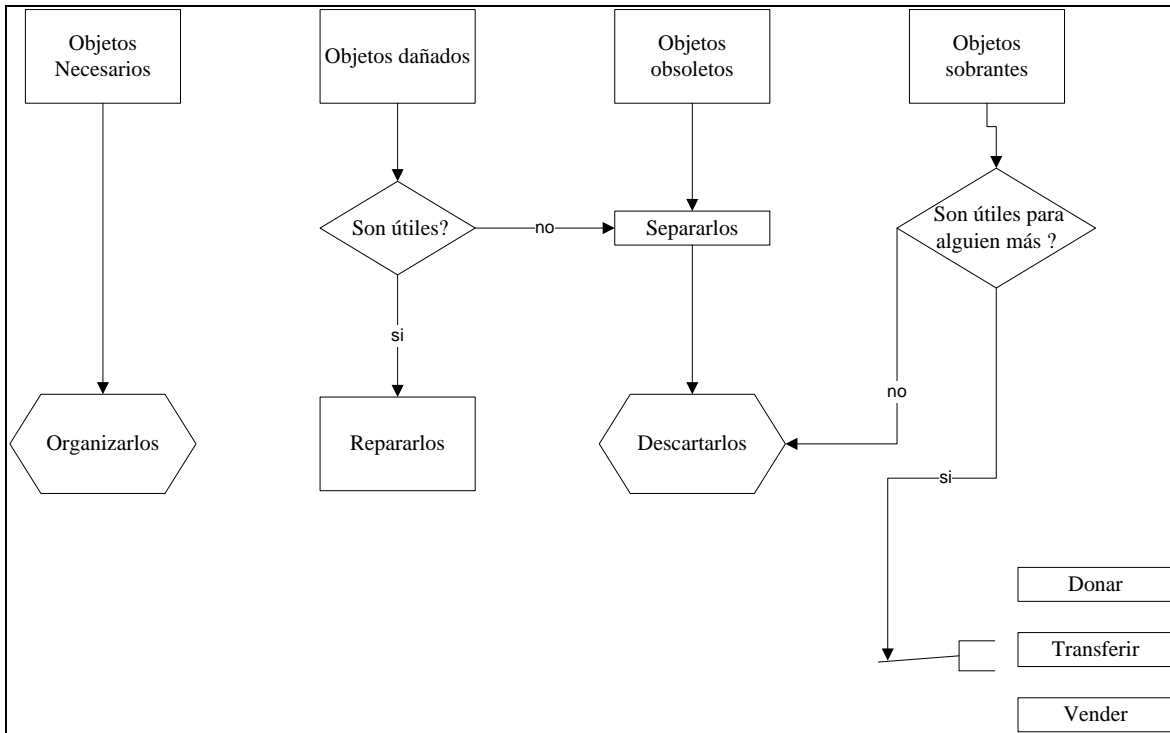 Objetos
Necesarios
Objetos dañados
Objetos
obsoletos
Objetos
sobrantes
Son útiles?
no
Separarlos
Son útiles para
alguien más ?
si
no
Organizarlos
Repararlos
Descartarlos
si
Donar
Transferir
Vender